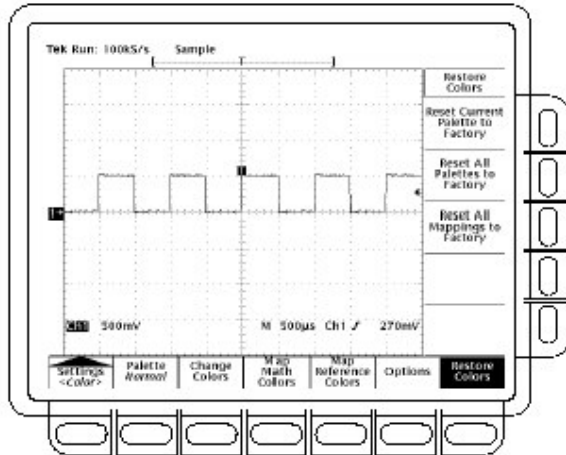 Tek Run: 100kS/s Sample
Restore
Colors
Reset Current
Palette to
Factory
Reset All
Palettes to
Factory
Reset All
Mappings to
Factory
T
1
Ch1 500mV M 500µs Ch1 270mV
Settings
<Color>
Palette
Normal
Change
Colors
Map
Math
Colors
Map
Reference
Colors
Options
Restore
Colors